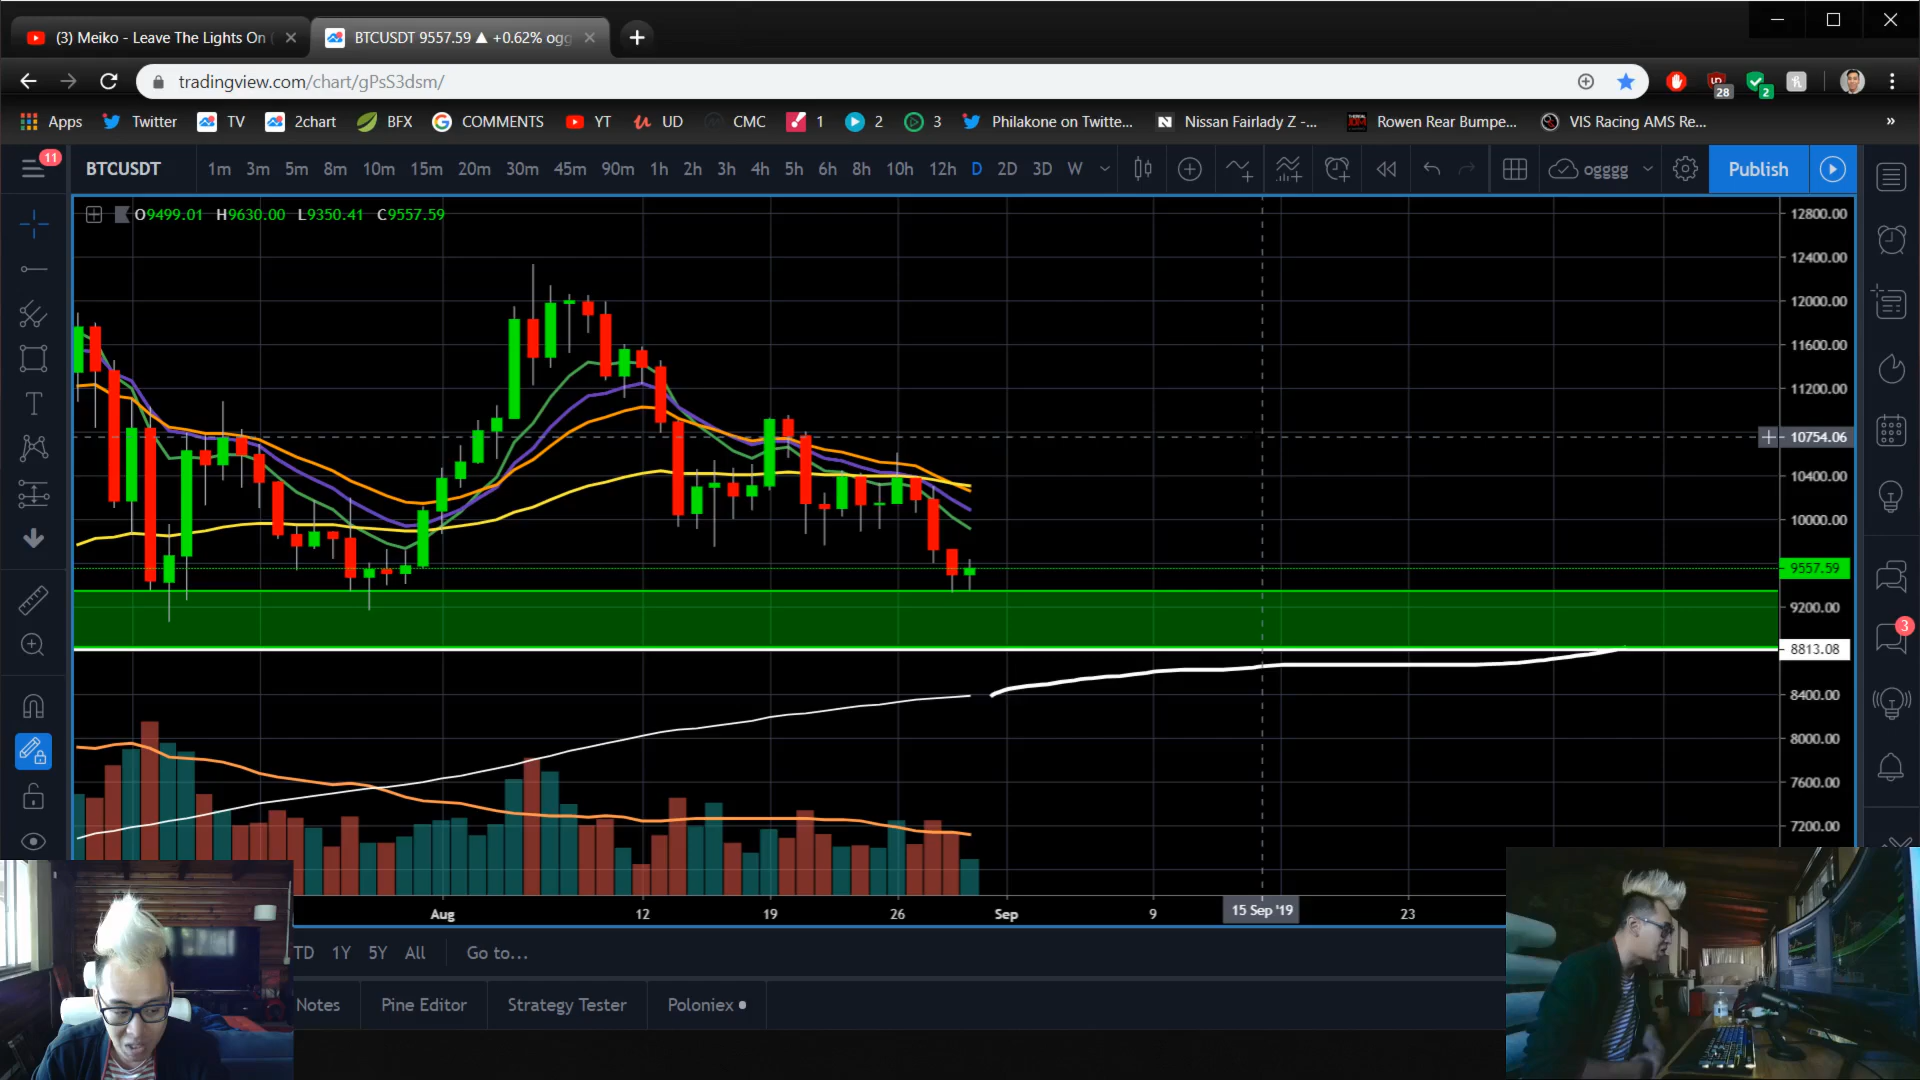 (3) Meiko - Leave The Lights On (
BTCUSDT 9557.59 ▲ +0.62% ogg
tradingview.com/chart/gPsS3dsm/
28
2
Apps Twitter TV 2chart BFX COMMENTS YT UD CMC 1 2 3 Philakone on Twitte... Nissan Fairlady Z -... Rowen Rear Bumpe... VIS Racing AMS Re... »
11
BTCUSDT 1m 3m 5m 8m 10m 15m 20m 30m 45m 90m 1h 2h 3h 4h 5h 6h 8h 10h 12h D 2D 3D W ogggg Publish
O9499.01 H9630.00 L9350.41 C9557.59
12800.00
12400.00
12000.00
11600.00
11200.00
10754.06
10400.00
10000.00
9557.59
9200.00
3
8813.08
8400.00
8000.00
7600.00
7200.00
Aug 12 19 26 Sep 9 15 Sep '19 23
TD 1Y 5Y All Go to...
Notes Pine Editor Strategy Tester Poloniex